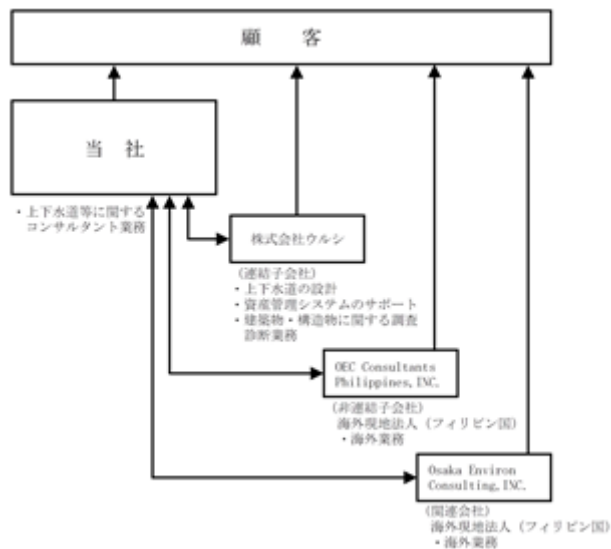 顧　客
当　社
・上下水道等に関する
コンサルタント業務
株式会社ウルシ
(連結子会社)
・上下水道の設計
・資産管理システムのサポート
・建築物・構造物に関する調査
診断業務
OEC Consultants
Philippines,INC.
(非連結子会社)
海外現地法人（フィリピン国）
・海外業務
Osaka Environ
Consulting,INC.
(関連会社)
海外現地法人（フィリピン国）
・海外業務